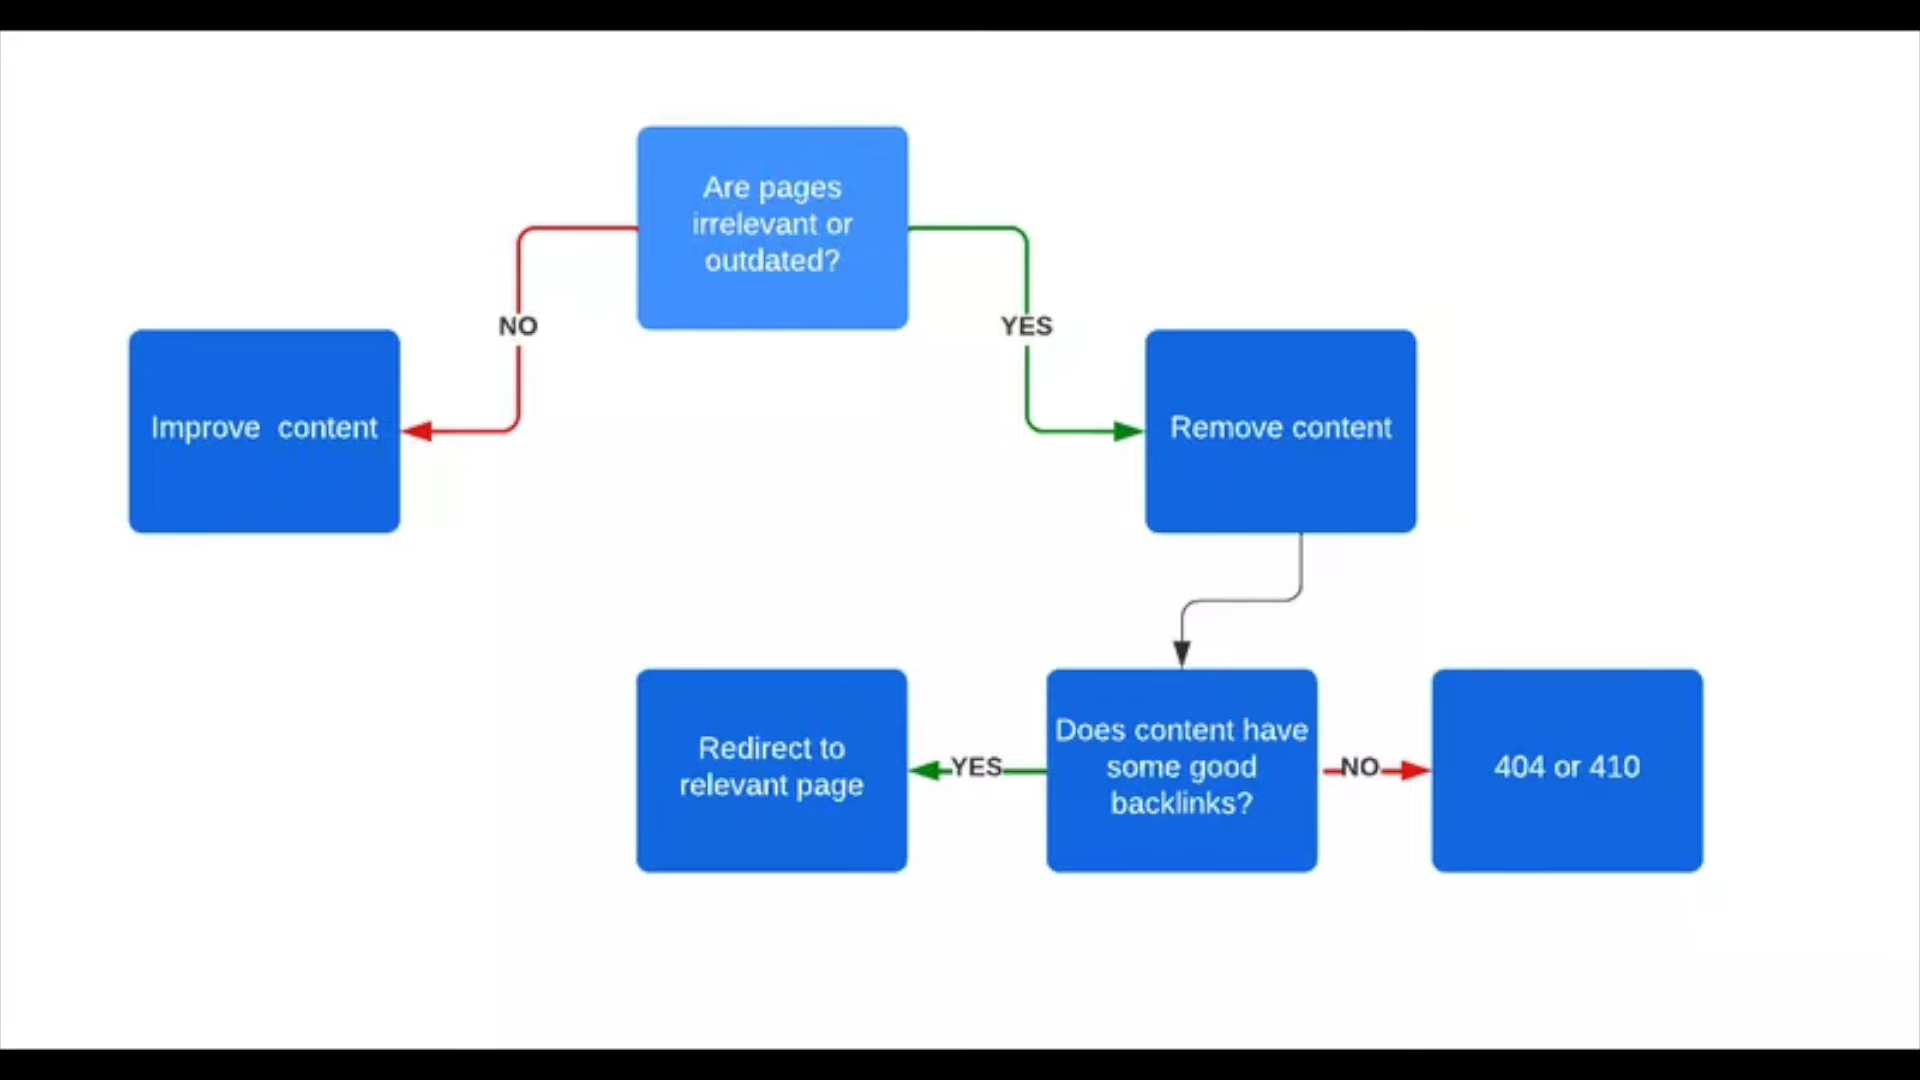 Are pages
irrelevant or
outdated?
NO
YES
Improve  content
Remove content
Redirect to
relevant page
YES
Does content have
some good
backlinks?
NO
404 or 410